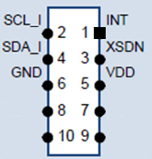 SCL_I 2 1 INT
SDA_I 4 3 XSDN
GND 6 5 VDD
8 7
10 9